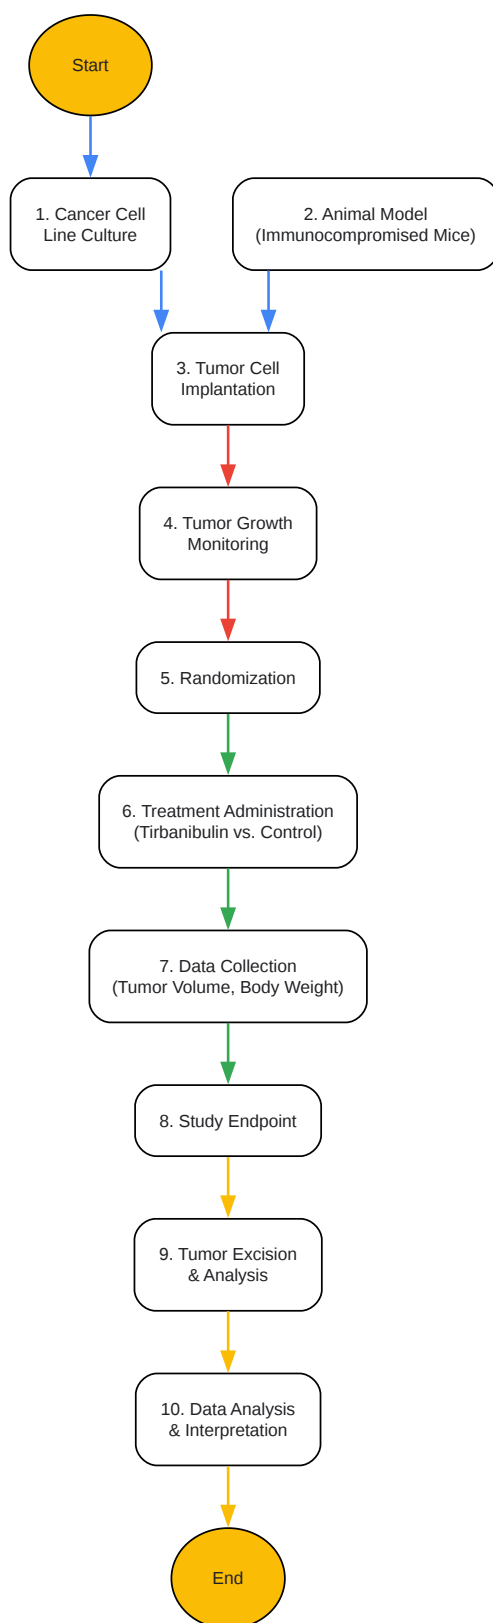 Start
1. Cancer Cell
Line Culture
2. Animal Model
(Immunocompromised Mice)
3. Tumor Cell
Implantation
4. Tumor Growth
Monitoring
5. Randomization
6. Treatment Administration
(Tirbanibulin vs. Control)
7. Data Collection
(Tumor Volume, Body Weight)
8. Study Endpoint
9. Tumor Excision
& Analysis
10. Data Analysis
& Interpretation
End